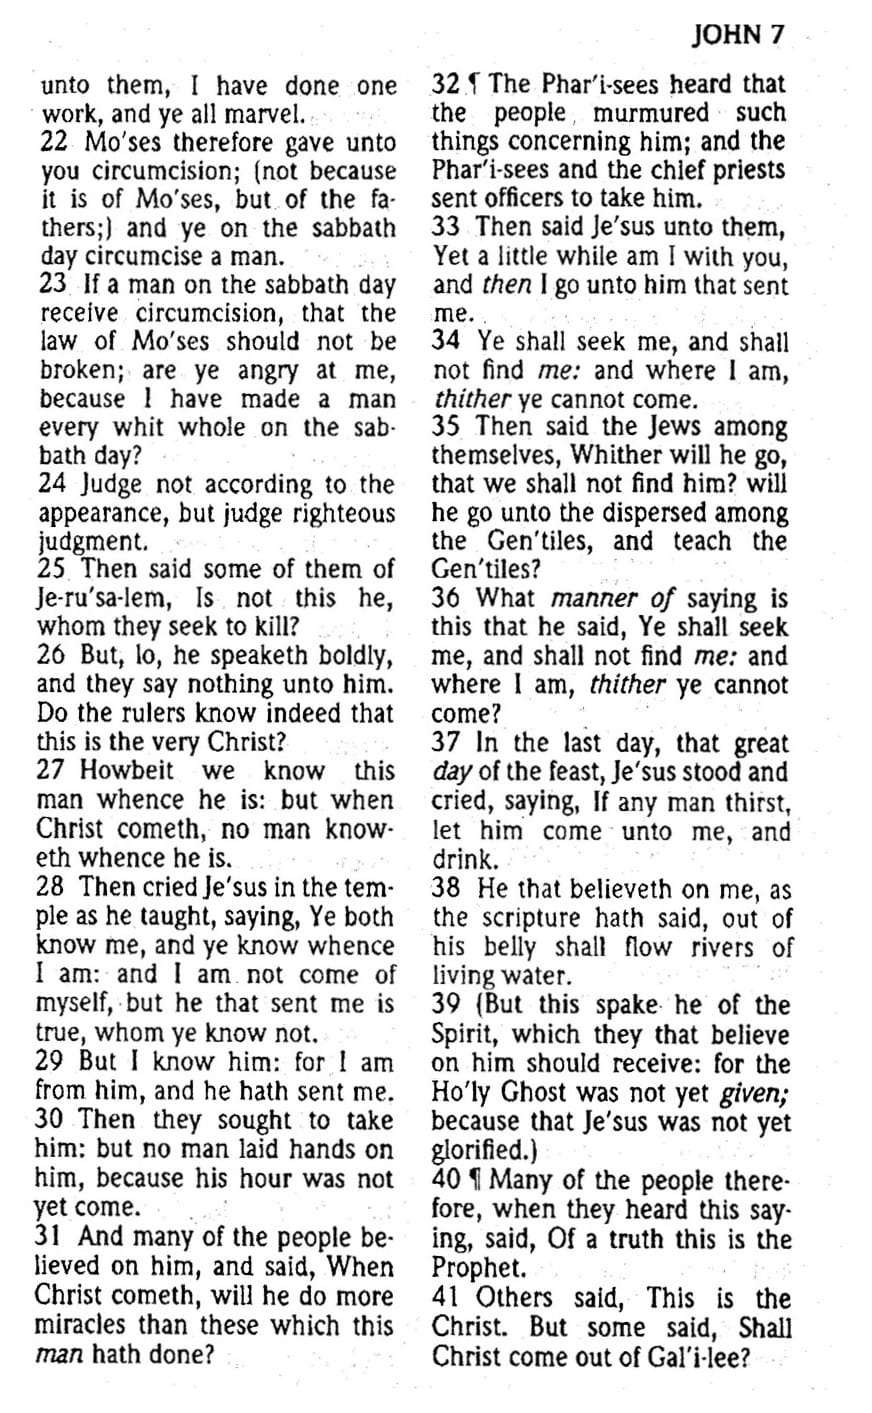 JOHN 7
unto them, I have done one
work, and ye all marvel.
22 Mo'ses therefore gave unto
you circumcision; (not because
it is of Mo'ses, but of the fa-
thers;) and ye on the sabbath
day circumcise a man.
23 If a man on the sabbath day
receive circumcision, that the
law of Mo'ses should not be
broken; are ye angry at me,
because I have made a man
every whit whole on the sab-
bath day?
24 Judge not according to the
appearance, but judge righteous
judgment.
25 Then said some of them of
Je-ru'sa-lem, Is not this he,
whom they seek to kill?
26 But, lo, he speaketh boldly,
and they say nothing unto him.
Do the rulers know indeed that
this is the very Christ?
27 Howbeit we know this
man whence he is: but when
Christ cometh, no man know-
eth whence he is.
28 Then cried Je'sus in the tem-
ple as he taught, saying, Ye both
know me, and ye know whence
I am: and I am not come of
myself, but he that sent me is
true, whom ye know not.
29 But I know him: for I am
from him, and he hath sent me.
30 Then they sought to take
him: but no man laid hands on
him, because his hour was not
yet come.
31 And many of the people be-
lieved on him, and said, When
Christ cometh, will he do more
miracles than these which this
man hath done?
32 ¶ The Phar'i-sees heard that
the people murmured such
things concerning him; and the
Phar'i-sees and the chief priests
sent officers to take him.
33 Then said Je'sus unto them,
Yet a little while am I with you,
and then I go unto him that sent
me.
34 Ye shall seek me, and shall
not find me: and where I am,
thither ye cannot come.
35 Then said the Jews among
themselves, Whither will he go,
that we shall not find him? will
he go unto the dispersed among
the Gen'tiles, and teach the
Gen'tiles?
36 What manner of saying is
this that he said, Ye shall seek
me, and shall not find me: and
where I am, thither ye cannot
come?
37 In the last day, that great
day of the feast, Je'sus stood and
cried, saying, If any man thirst,
let him come unto me, and
drink.
38 He that believeth on me, as
the scripture hath said, out of
his belly shall flow rivers of
living water.
39 (But this spake he of the
Spirit, which they that believe
on him should receive: for the
Ho'ly Ghost was not yet given;
because that Je'sus was not yet
glorified.)
40 ¶ Many of the people there-
fore, when they heard this say-
ing, said, Of a truth this is the
Prophet.
41 Others said, This is the
Christ. But some said, Shall
Christ come out of Gal'i-lee?